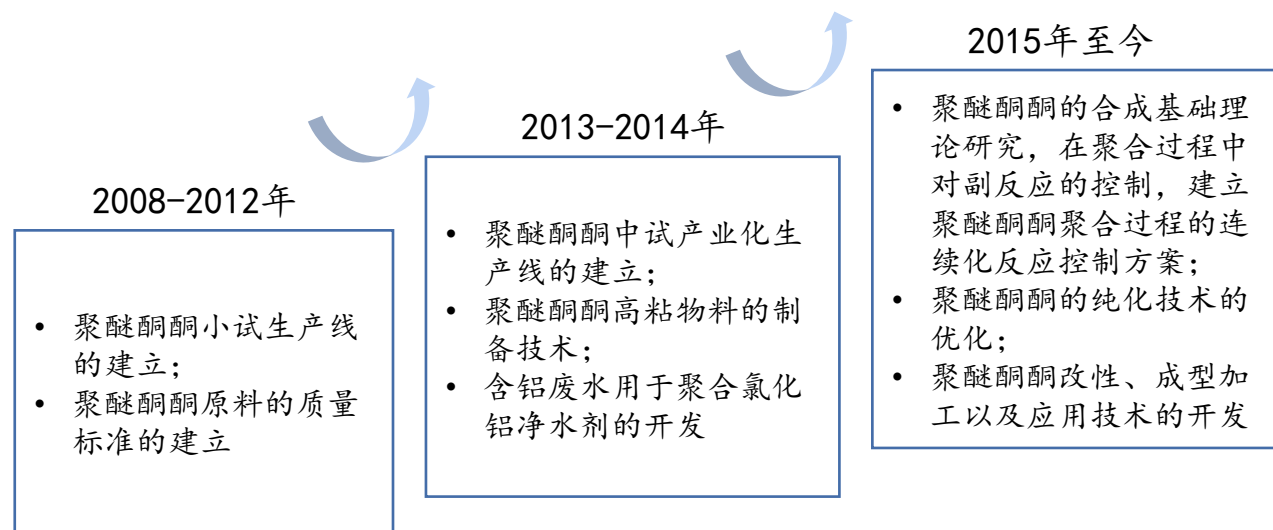 2008-2012年
• 聚醚酮酮小试生产线
的建立；
• 聚醚酮酮原料的质量
标准的建立
2013-2014年
• 聚醚酮酮中试产业化生
产线的建立；
• 聚醚酮酮高粘物料的制
备技术；
• 含铝废水用于聚合氯化
铝净水剂的开发
2015年至今
• 聚醚酮酮的合成基础理
论研究，在聚合过程中
对副反应的控制，建立
聚醚酮酮聚合过程的连
续化反应控制方案；
• 聚醚酮酮的纯化技术的
优化；
• 聚醚酮酮改性、成型加
工以及应用技术的开发